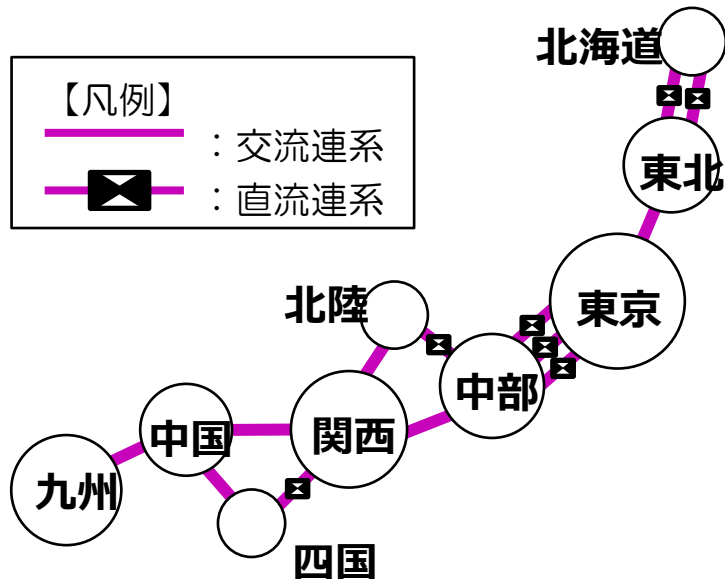 北海道
【凡例】
：交流連系
：直流連系
東北
東京
北陸
中部
関西
中国
九州
四国